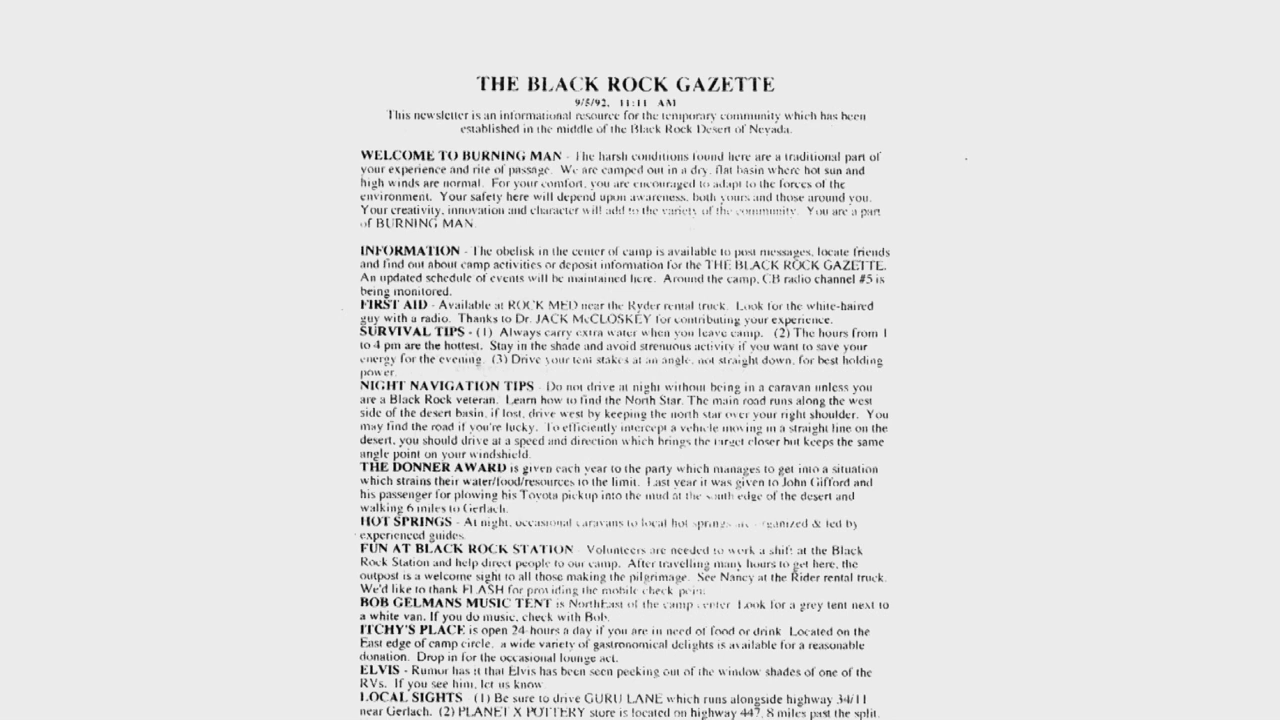 THE BLACK ROCK GAZETTE
9/5/92, 11:11 AM
This newsletter is an informational resource for the temporary community which has been
established in the middle of the Black Rock Desert of Nevada.
WELCOME TO BURNING MAN - The harsh conditions found here are a traditional part of
your experience and rite of passage. We are camped out in a dry, flat basin where hot sun and
high winds are normal. For your comfort, you are encouraged to adapt to the forces of the
environment. Your safety here will depend upon awareness, both yours and those around you.
Your creativity, innovation and character will add to the variety of the community. You are a part
of BURNING MAN.
INFORMATION - The obelisk in the center of camp is available to post messages, locate friends
and find out about camp activities or deposit information for the THE BLACK ROCK GAZETTE.
An updated schedule of events will be maintained here. Around the camp, CB radio channel #5 is
being monitored.
FIRST AID - Available at ROCK MED near the Ryder rental truck. Look for the white-haired
guy with a radio. Thanks to Dr. JACK McCLOSKEY for contributing your experience.
SURVIVAL TIPS - (1) Always carry extra water when you leave camp. (2) The hours from 1
to 4 pm are the hottest. Stay in the shade and avoid strenuous activity if you want to save your
energy for the evening. (3) Drive your tent stakes at an angle, not straight down, for best holding
power.
NIGHT NAVIGATION TIPS - Do not drive at night without being in a caravan unless you
are a Black Rock veteran. Learn how to find the North Star. The main road runs along the west
side of the desert basin, if lost, drive west by keeping the north star over your right shoulder. You
may find the road if you're lucky. To efficiently intercept a vehicle moving in a straight line on the
desert, you should drive at a speed and direction which brings the target closer but keeps the same
angle point on your windshield.
THE DONNER AWARD is given each year to the party which manages to get into a situation
which strains their water/food/resources to the limit. Last year it was given to John Gifford and
his passenger for plowing his Toyota pickup into the mud at the south edge of the desert and
walking 6 miles to Gerlach.
HOT SPRINGS - At night, occasional caravans to local hot springs are organized & led by
experienced guides.
FUN AT BLACK ROCK STATION - Volunteers are needed to work a shift at the Black
Rock Station and help direct people to our camp. After travelling many hours to get here, the
outpost is a welcome sight to all those making the pilgrimage. See Nancy at the Rider rental truck.
We'd like to thank FLASH for providing the mobile check point.
BOB GELMANS MUSIC TENT is NorthEast of the camp center. Look for a grey tent next to
a white van. If you do music, check with Bob.
ITCHY'S PLACE is open 24-hours a day if you are in need of food or drink. Located on the
East edge of camp circle, a wide variety of gastronomical delights is available for a reasonable
donation. Drop in for the occasional lounge act.
ELVIS - Rumor has it that Elvis has been seen peeking out of the window shades of one of the
RVs. If you see him, let us know
LOCAL SIGHTS (1) Be sure to drive GURU LANE which runs alongside highway 34/11
near Gerlach. (2) PLANET X POTTERY store is located on highway 447, 8 miles past the split.